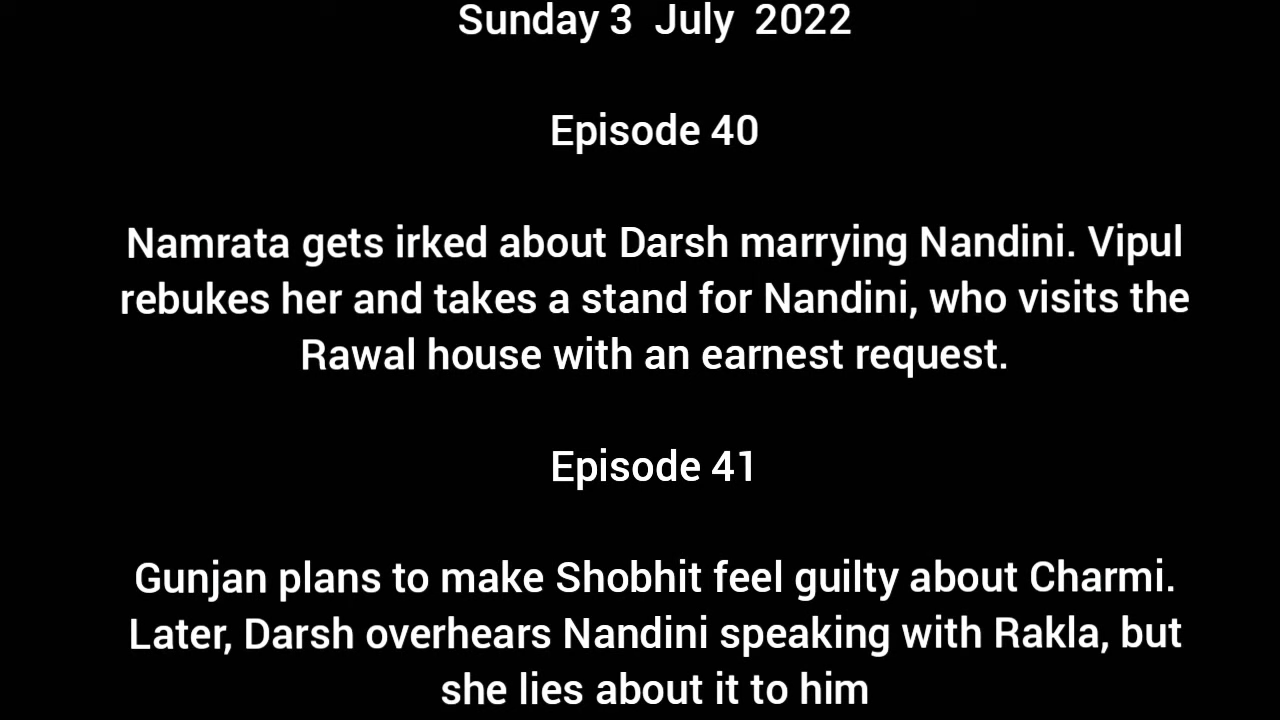 Sunday 3 July 2022
Episode 40
Namrata gets irked about Darsh marrying Nandini. Vipul
rebukes her and takes a stand for Nandini, who visits the
Rawal house with an earnest request.
Episode 41
Gunjan plans to make Shobhit feel guilty about Charmi.
Later, Darsh overhears Nandini speaking with Rakla, but
she lies about it to him